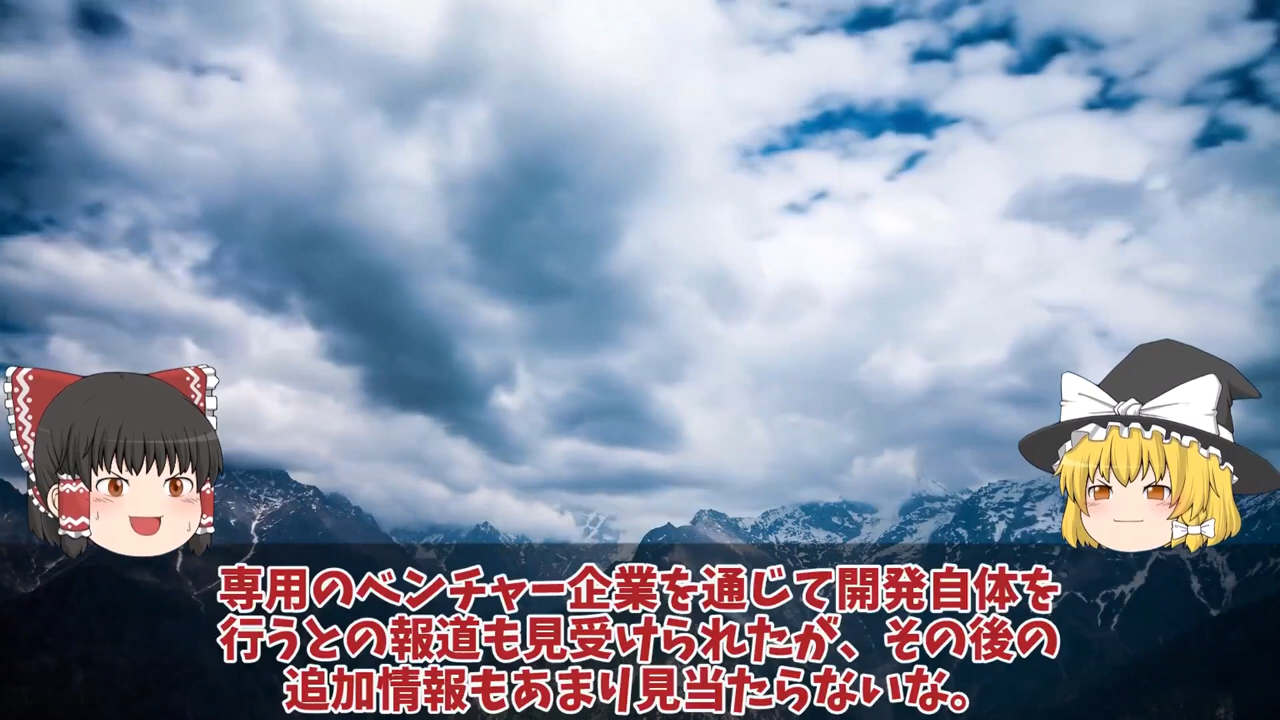 専用のベンチャー企業を通じて開発自体を
行うとの報道も見受けられたが、その後の
追加情報もあまり見当たらないな。